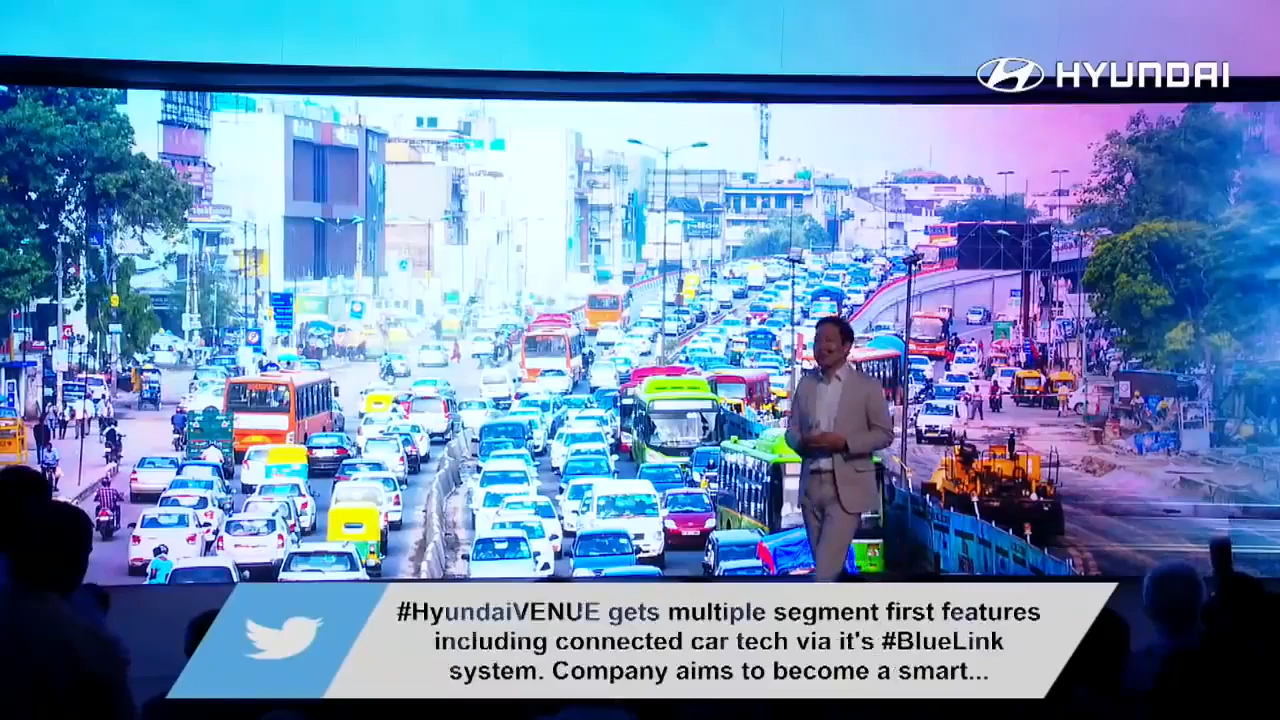 HYUNDAI
#HyundaiVENUE gets multiple segment first features
including connected car tech via it's #BlueLink
system. Company aims to become a smart...